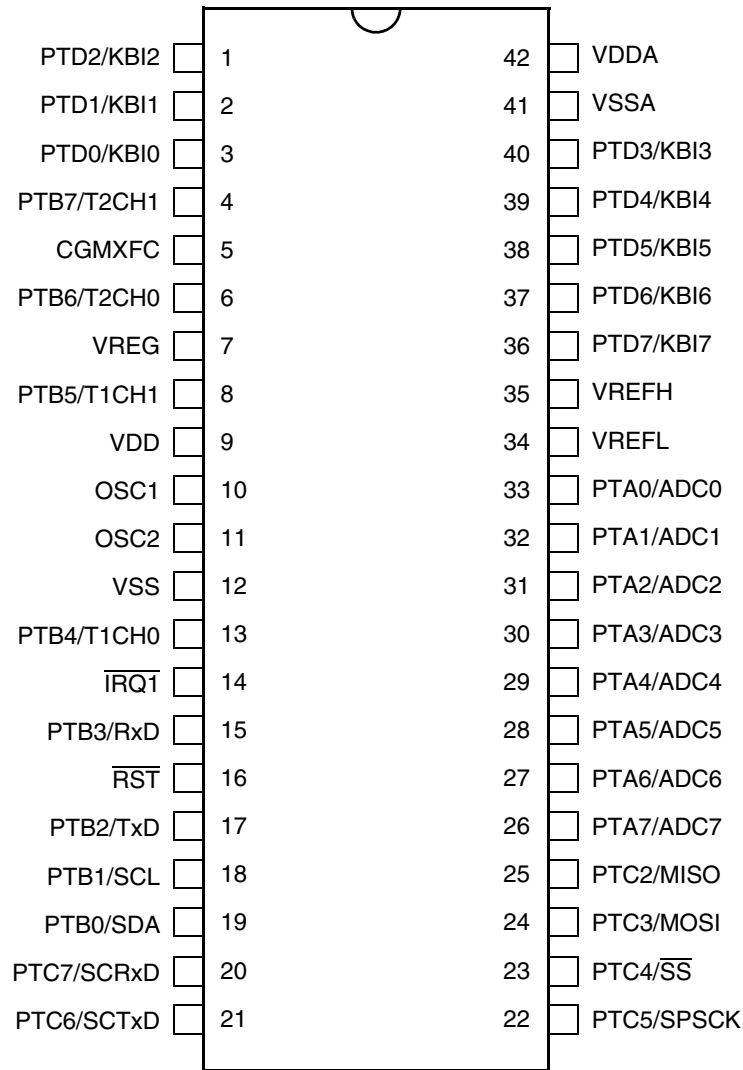 PTD2/KBI2 1 42 VDDA
PTD1/KBI1 2 41 VSSA
PTD0/KBI0 3 40 PTD3/KBI3
PTB7/T2CH1 4 39 PTD4/KBI4
CGMXFC 5 38 PTD5/KBI5
PTB6/T2CH0 6 37 PTD6/KBI6
VREG 7 36 PTD7/KBI7
PTB5/T1CH1 8 35 VREFH
VDD 9 34 VREFL
OSC1 10 33 PTA0/ADC0
OSC2 11 32 PTA1/ADC1
VSS 12 31 PTA2/ADC2
PTB4/T1CH0 13 30 PTA3/ADC3
I̅R̅Q̅1̅ 14 29 PTA4/ADC4
PTB3/RxD 15 28 PTA5/ADC5
R̅S̅T̅ 16 27 PTA6/ADC6
PTB2/TxD 17 26 PTA7/ADC7
PTB1/SCL 18 25 PTC2/MISO
PTB0/SDA 19 24 PTC3/MOSI
PTC7/SCRxD 20 23 PTC4/S̅S̅
PTC6/SCTxD 21 22 PTC5/SPSCK